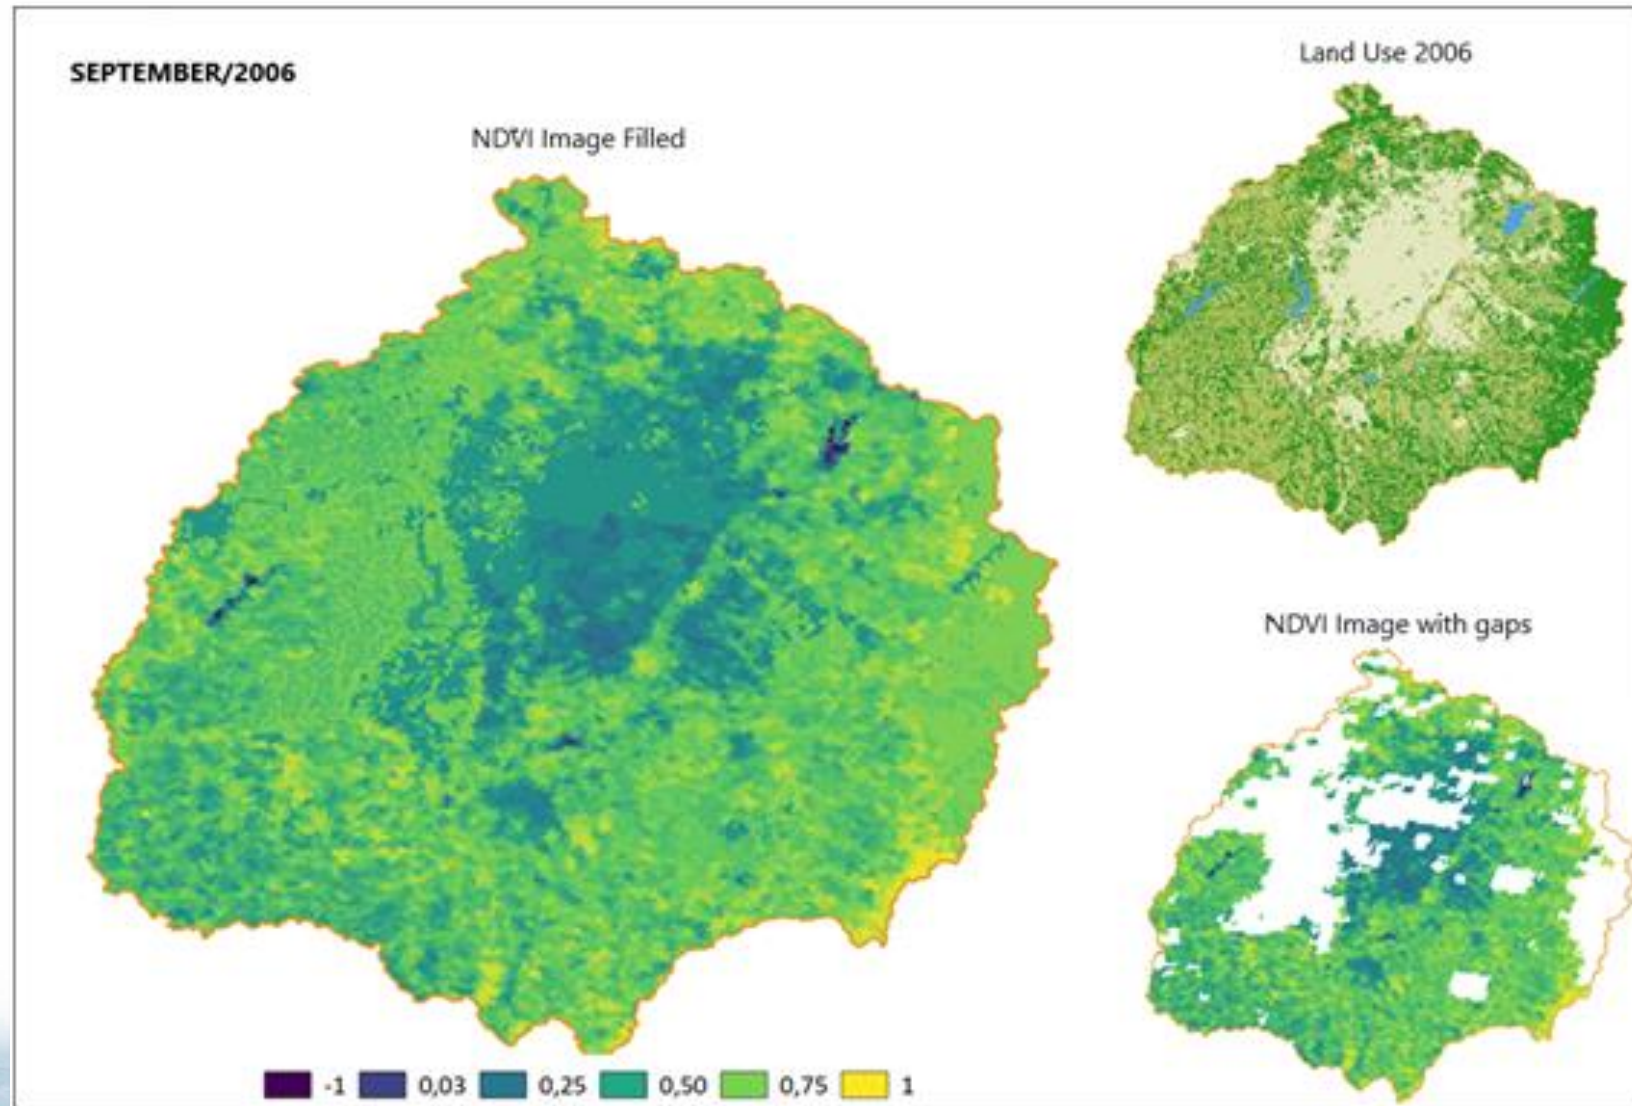 SEPTEMBER/2006
NDVI Image Filled
Land Use 2006
NDVI Image with gaps
-1 0,03 0,25 0,50 0,75 1